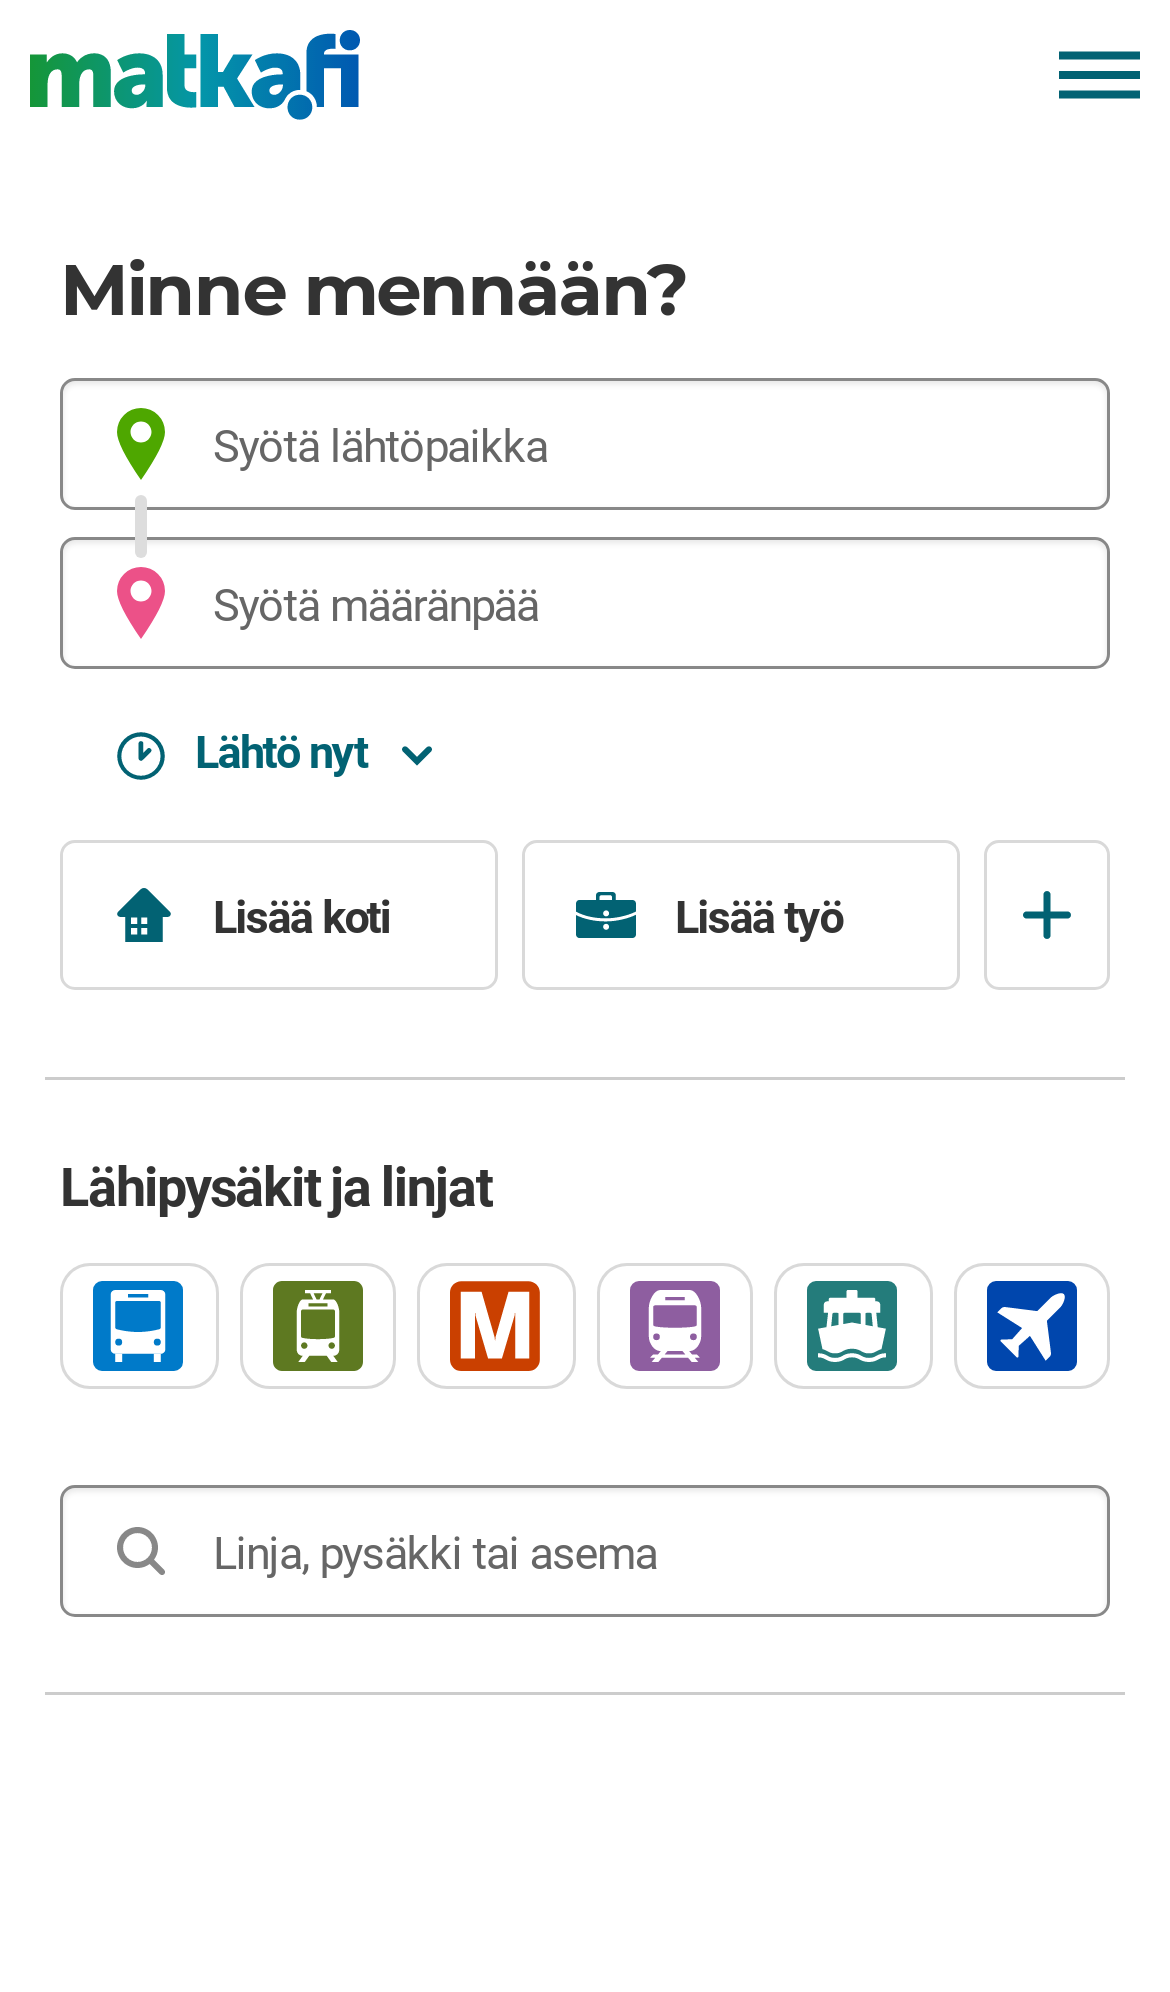 matka.fi
Minne mennään?
Syötä lähtöpaikka
Syötä määränpää
Lähtö nyt
Lisää koti
Lisää työ
Lähipysäkit ja linjat
M
Linja, pysäkki tai asema